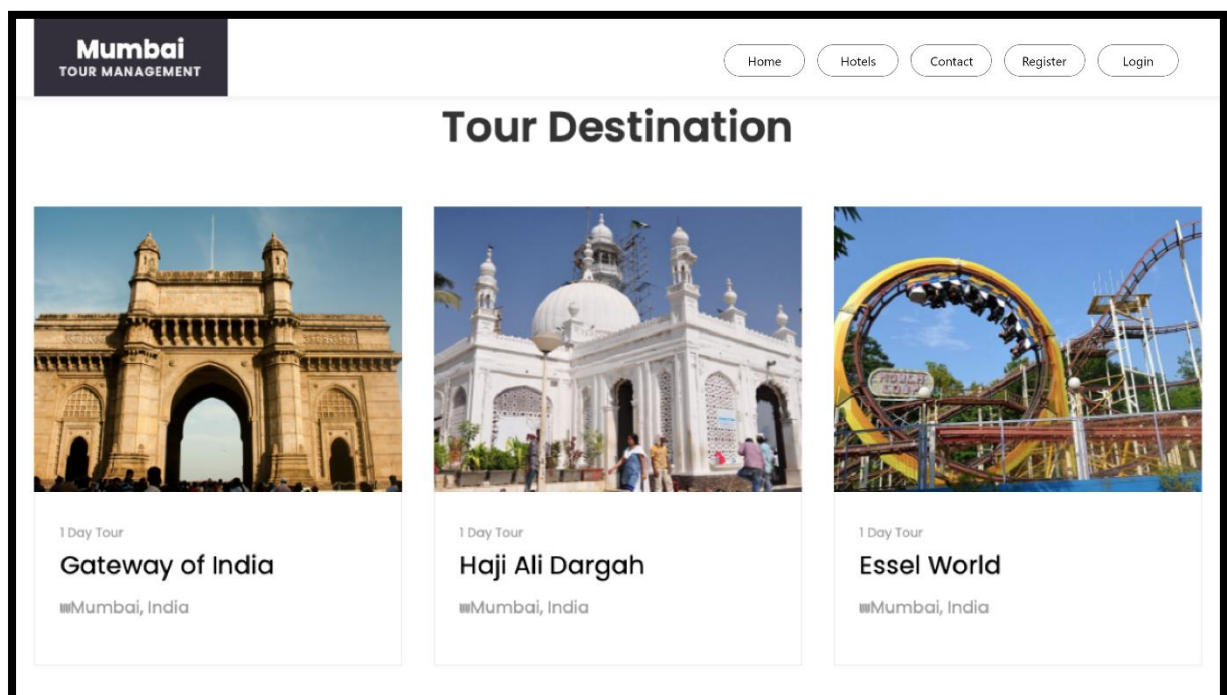 Mumbai
TOUR MANAGEMENT
Home Hotels Contact Register Login
Tour Destination
1 Day Tour
Gateway of India
Mumbai, India
1 Day Tour
Haji Ali Dargah
Mumbai, India
1 Day Tour
Essel World
Mumbai, India